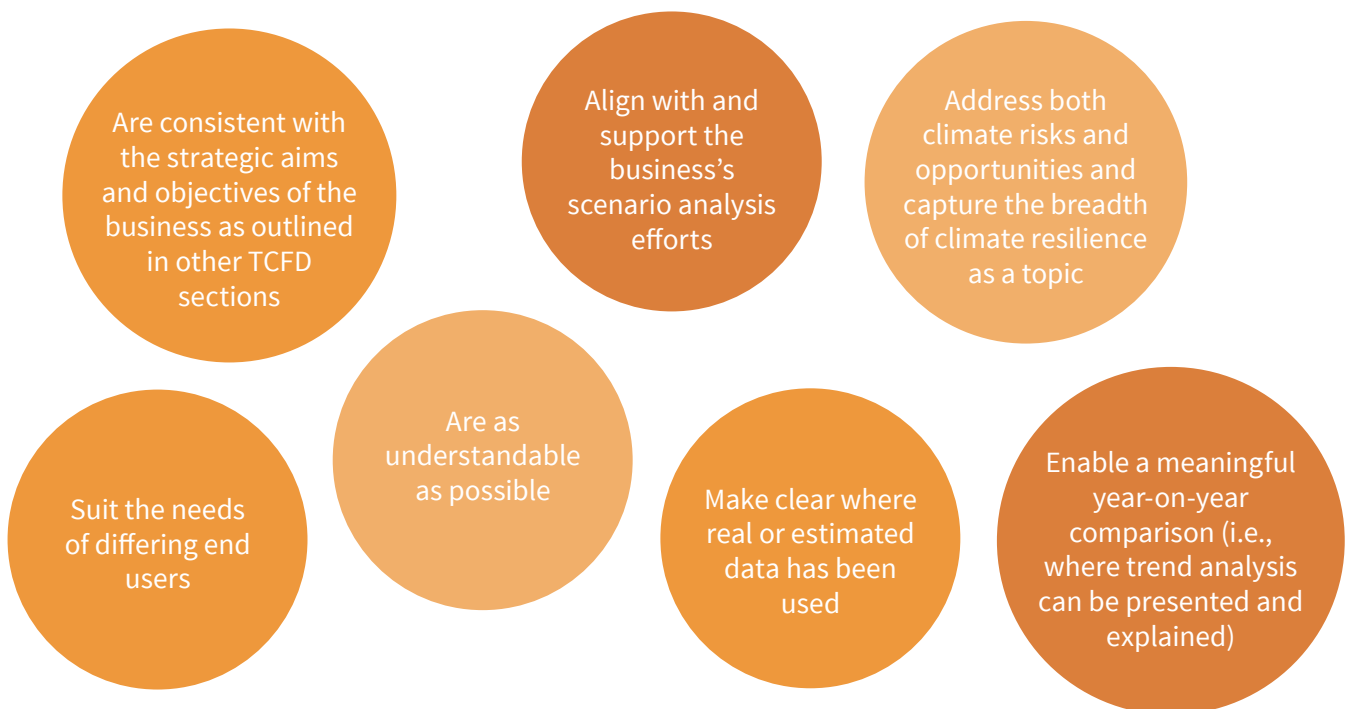 Are consistent with
the strategic aims
and objectives of the
business as outlined
in other TCFD
sections
Align with and
support the
business’s
scenario analysis
efforts
Address both
climate risks and
opportunities and
capture the breadth
of climate resilience
as a topic
Suit the needs
of differing end
users
Are as
understandable
as possible
Make clear where
real or estimated
data has been
used
Enable a meaningful
year-on-year
comparison (i.e.,
where trend analysis
can be presented and
explained)